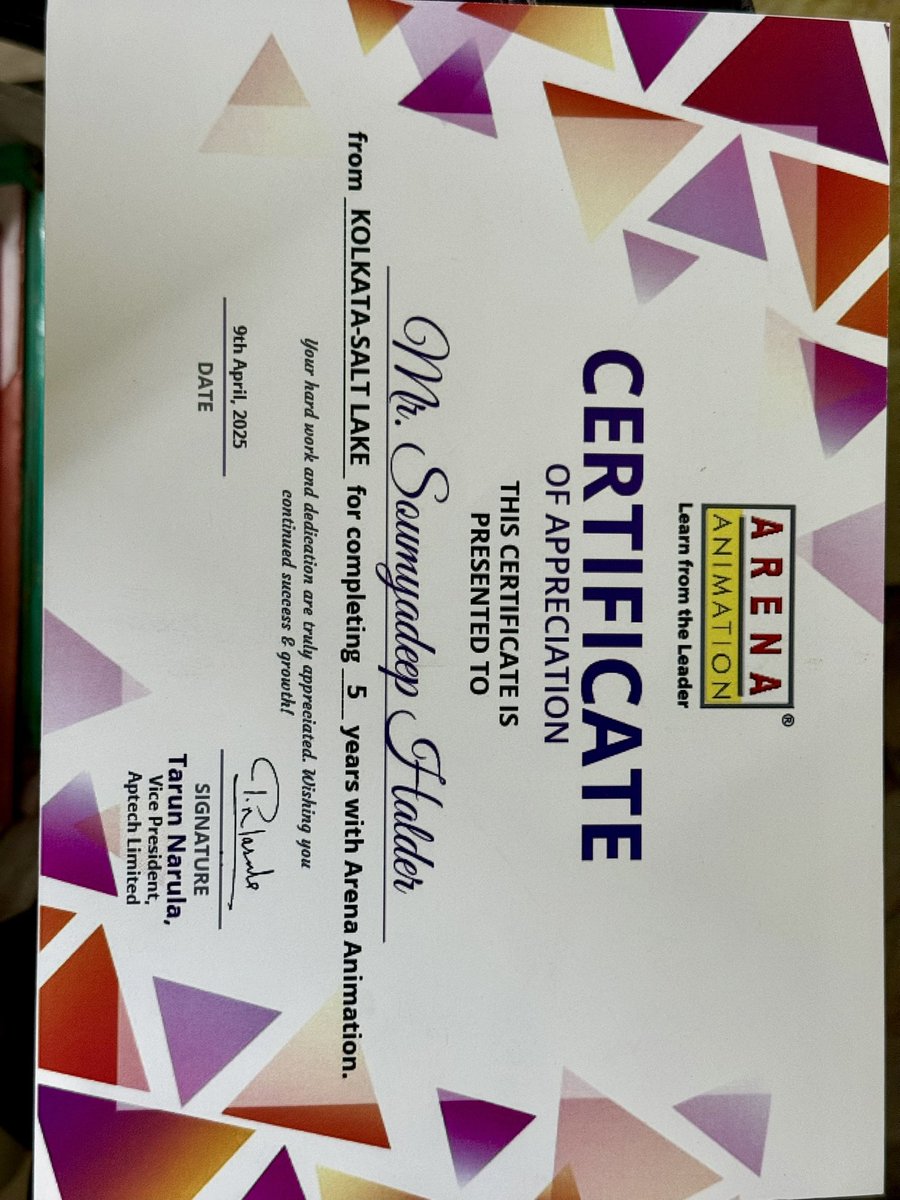 ARENA
ANIMATION
®
Learn from the Leader
CERTIFICATE
OF APPRECIATION
THIS CERTIFICATE IS
PRESENTED TO
Mr. Soumyadeep Halder
from KOLKATA-SALT LAKE for completing 5 years with Arena Animation.
Your hard work and dedication are truly appreciated. Wishing you
continued success & growth!
9th April, 2025
DATE
SIGNATURE
Tarun Narula,
Vice President,
Aptech Limited